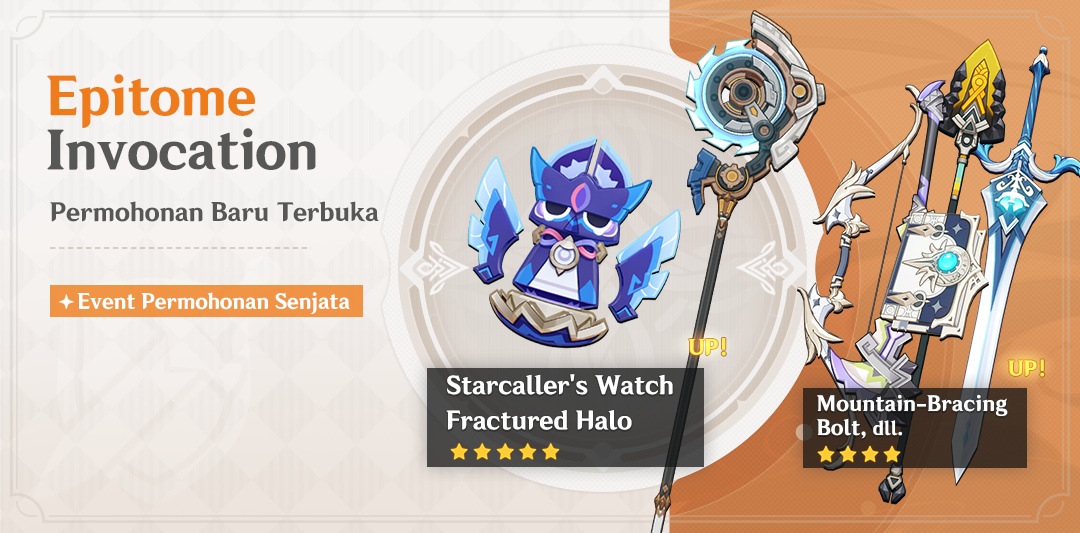 Epitome
Invocation
Permohonan Baru Terbuka
Event Permohonan Senjata
UP!
Starcaller's Watch
Fractured Halo
UP!
Mountain-Bracing
Bolt, dll.